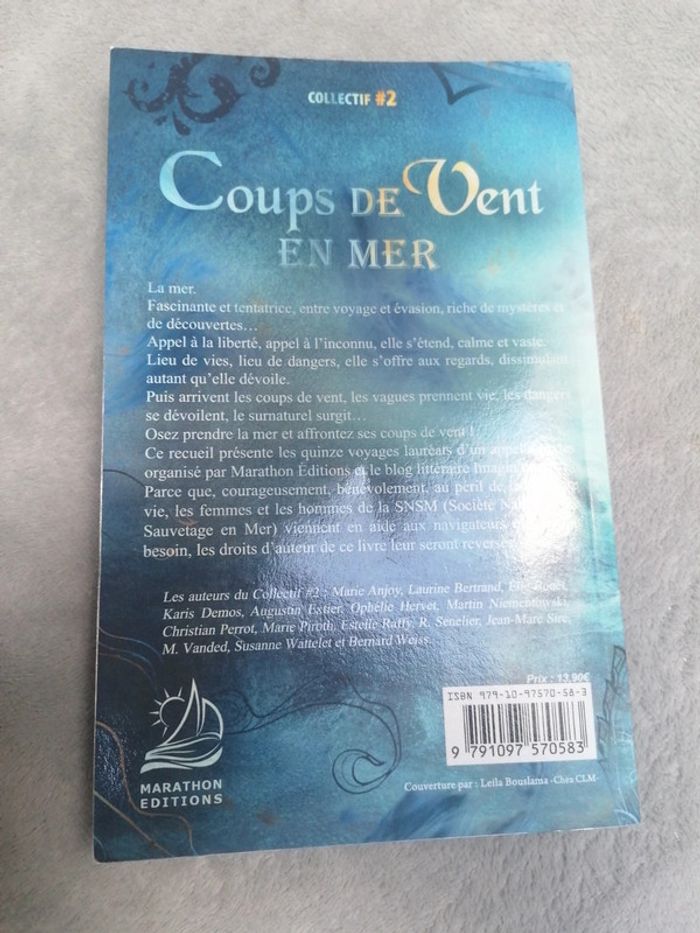 COLLECTIF #2
COUPS DE VENT
EN MER
La mer.
Fascinante et tentatrice, entre voyage et évasion, riche de mystères et
de découvertes…
Appel à la liberté, appel à l'inconnu, elle s'étend, calme et vaste.
Lieu de vies, lieu de dangers, elle s'offre aux regards, dissimulant
autant qu'elle dévoile.
Puis arrivent les coups de vent, les vagues prennent vie, les dangers
se dévoilent, le surnaturel surgit…
Osez prendre la mer et affrontez ses coups de vent !
Ce recueil présente les quinze voyages lauréats d'un appel
organisé par Marathon Éditions et le blog littéraire
Parce que, courageusement, bénévolement, au péril de
vie, les femmes et les hommes de la SNSM (Société
Sauvetage en Mer) viennent en aide aux navigateurs
besoin, les droits d'auteur de ce livre leur seront
Les auteurs du Collectif #2 : Marie Anjoy, Laurine Bertrand,
Karis Demos, Augustin Extier, Ophélie Hervet, Martin Niementowski,
Christian Perrot, Marie Piroth, Estelle Raffy, R. Senelier, Jean-Marc Sire,
M. Vanded, Susanne Wattelet et Bernard Weiss.
Prix : 13,90€
ISBN 979-10-97570-58-3
9 791097 570583
MARATHON
EDITIONS
Couverture par : Leila Bouslama -Chèa CLM-